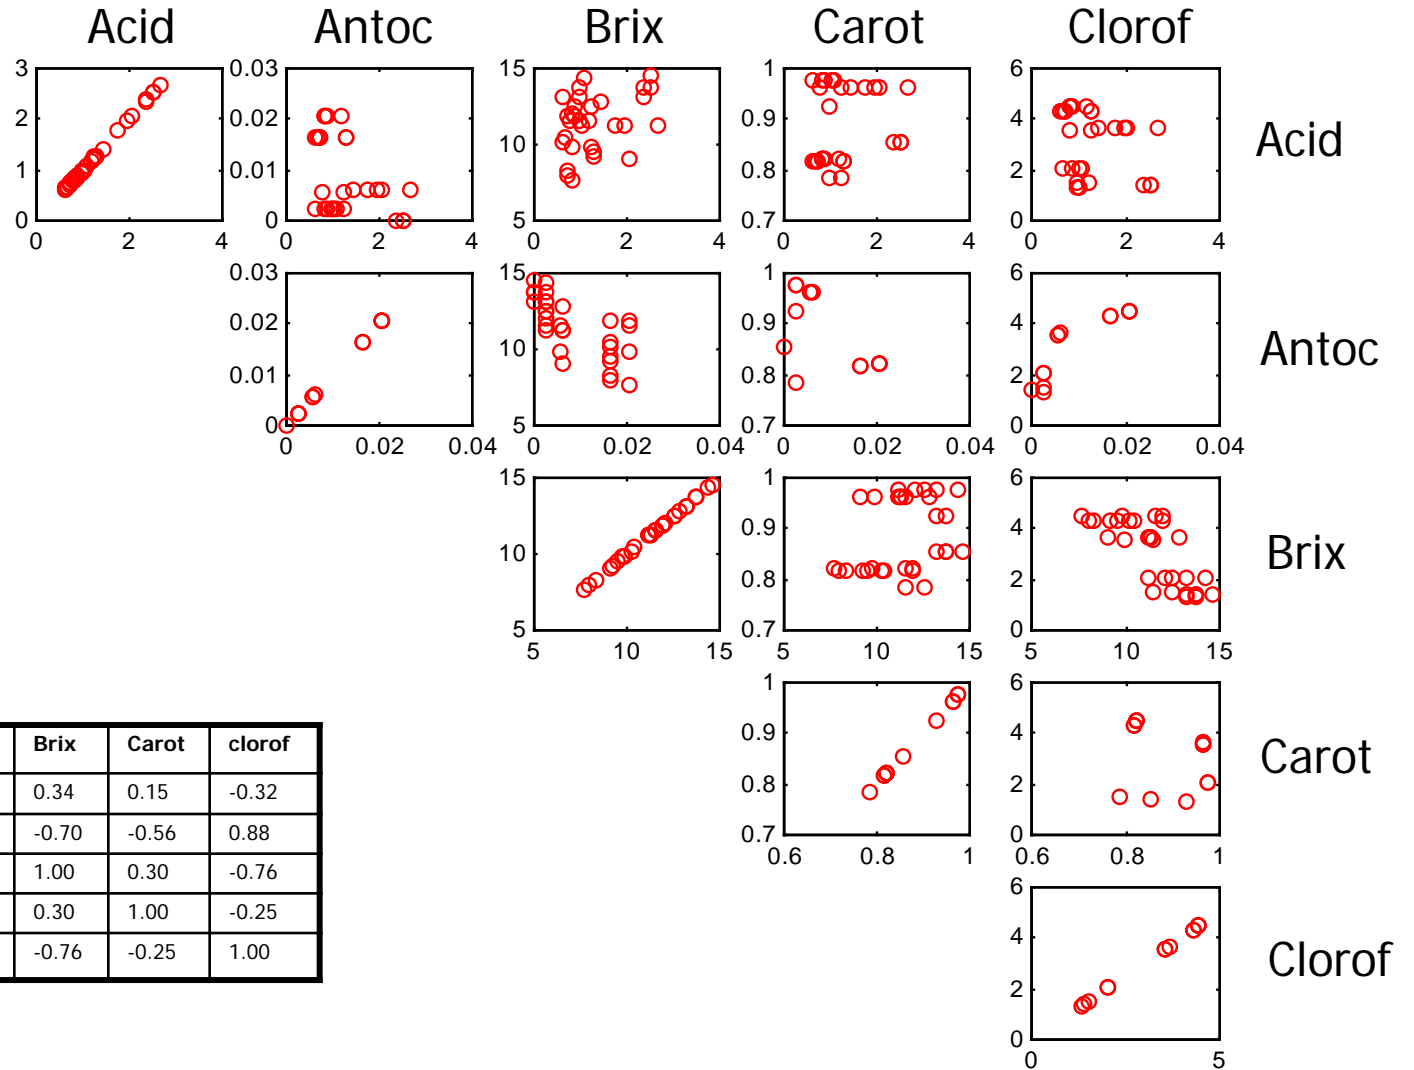 Acid Antoc Brix Carot Clorof
3 0.03 15 1 6
2 0.02 0.9 4
10
1 0.01 0.8 2
0 0 5 0.7 0
0 2 4 0 2 4 0 2 4 0 2 4 0 2 4
Acid
0.03 15 1 6
0.02 0.9 4
10
0.01 0.8 2
0 5 0.7 0
0 0.02 0.04 0 0.02 0.04 0 0.02 0.04 0 0.02 0.04
Antoc
15 1 6
0.9 4
10
0.8 2
5 0.7 0
5 10 15 5 10 15 5 10 15
Brix
1 6
0.9 4
0.8 2
0.7 0
0.6 0.8 1 0.6 0.8 1
Carot
6
4
2
0
0 5
Clorof
Brix Carot clorof
0.34 0.15 -0.32
-0.70 -0.56 0.88
1.00 0.30 -0.76
0.30 1.00 -0.25
-0.76 -0.25 1.00